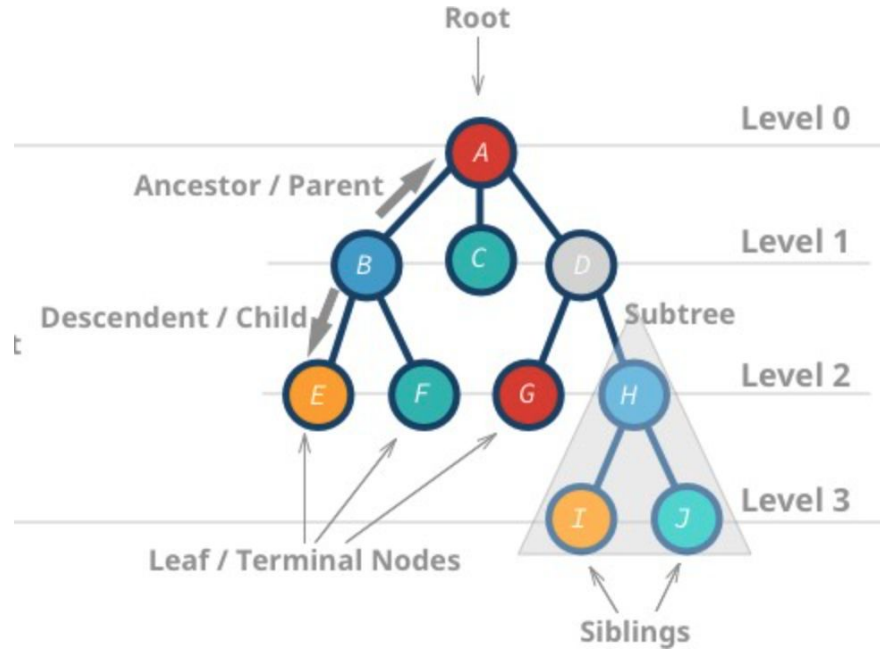 Root
Level 0
A
Ancestor / Parent
Level 1
B
C
D
Descendent / Child
Subtree
t
Level 2
E
F
G
H
Level 3
I
J
Leaf / Terminal Nodes
Siblings